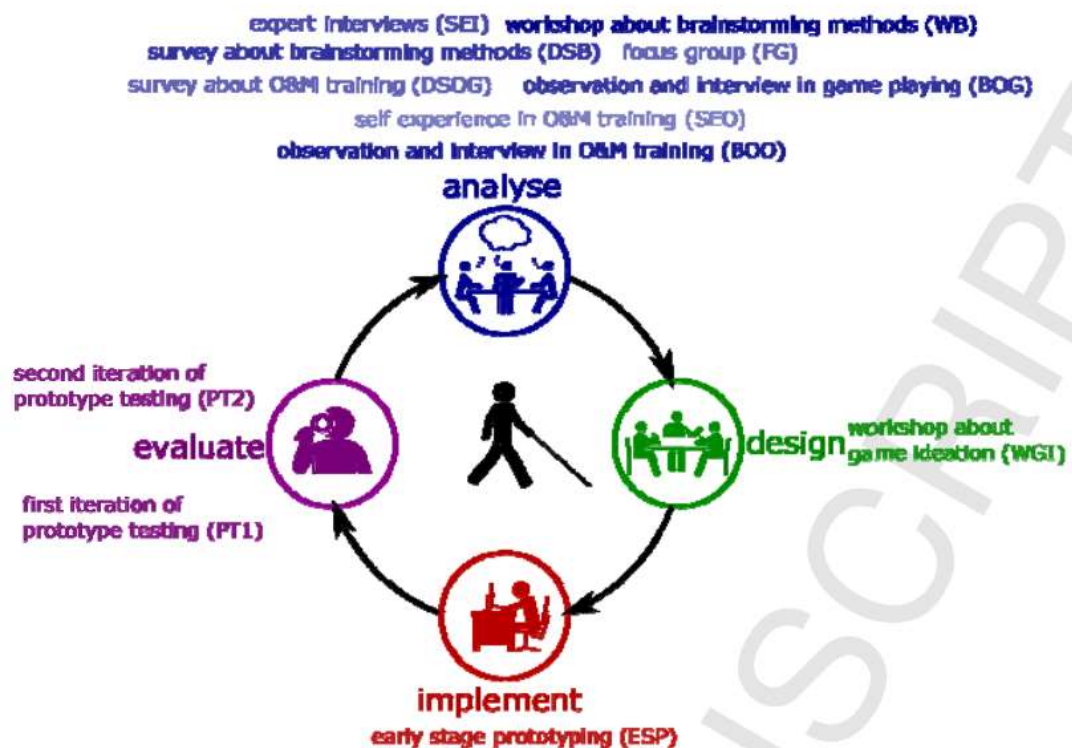 expert interviews (SEI) workshop about brainstorming methods (WB)
survey about brainstorming methods (DSB) focus group (FG)
survey about O&M training (DSOG) observation and interview in game playing (BOG)
self experience in O&M training (SEO)
observation and interview in O&M training (BOO)
analyse
second iteration of
prototype testing (PT2)
evaluate
design
workshop about
game ideation (WGI)
first iteration of
prototype testing (PT1)
implement
early stage prototyping (ESP)